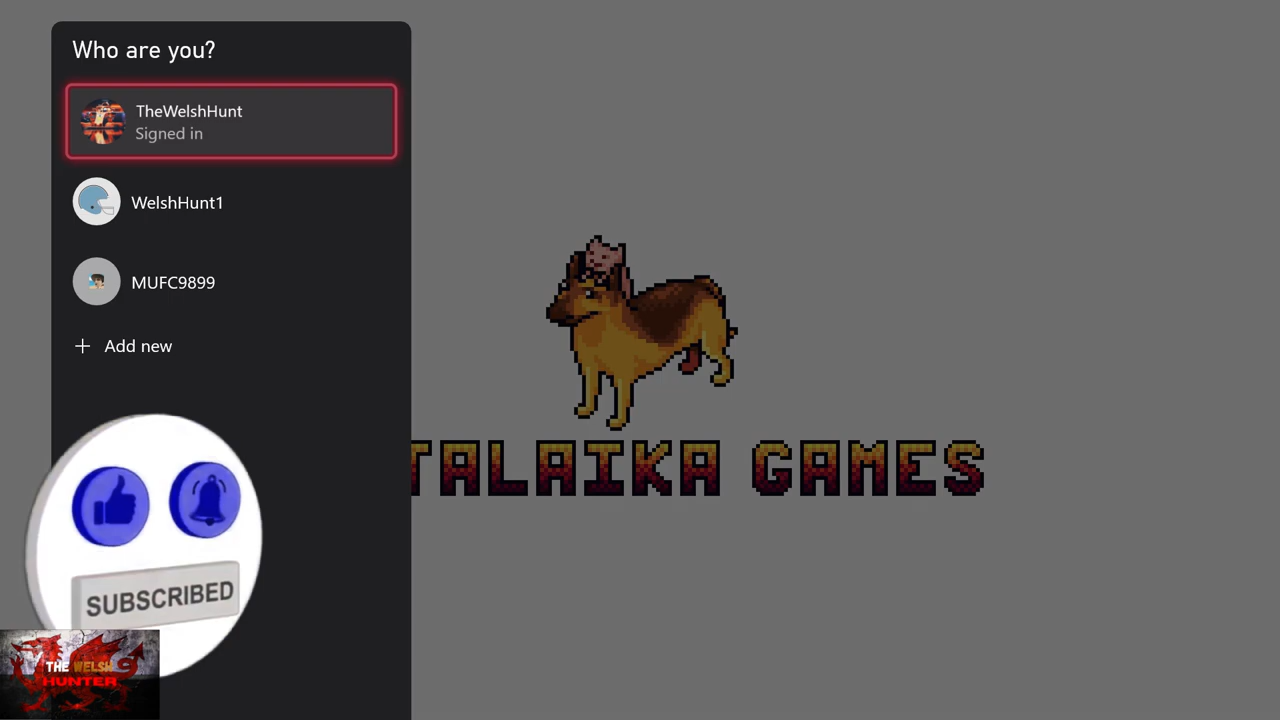 Who are you?
TheWelshHunt
Signed in
WelshHunt1
MUFC9899
Add new
TALAIKA GAMES
SUBSCRIBED
THE WELSH
HUNTER